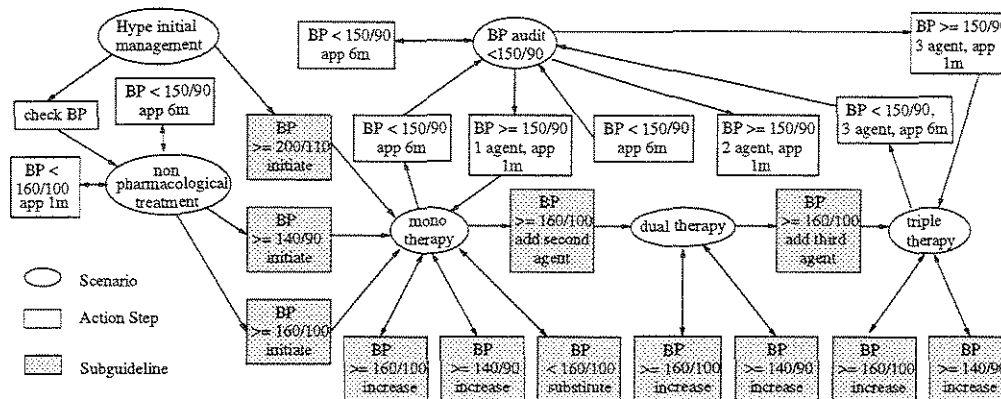 Hype initial
management
check BP
BP < 150/90
app 6m
BP <
160/100
app 1m
non
pharmacological
treatment
BP
>= 200/110
initiate
BP
>= 140/90
initiate
BP
>= 160/100
initiate
BP < 150/90
app 6m
BP audit
<150/90
BP >= 150/90
3 agent, app
1m
BP < 150/90
app 6m
BP >= 150/90
1 agent, app
1m
BP < 150/90
app 6m
BP >= 150/90
2 agent, app
1m
BP < 150/90,
3 agent, app 6m
mono
therapy
BP
>= 160/100
add second
agent
dual therapy
BP
>= 160/100
add third
agent
triple
therapy
BP
>= 160/100
increase
BP
>= 140/90
increase
BP
< 160/100
substitute
BP
>= 160/100
increase
BP
>= 140/90
increase
BP
>= 160/100
increase
BP
>= 140/90
increase
Scenario
Action Step
Subguideline